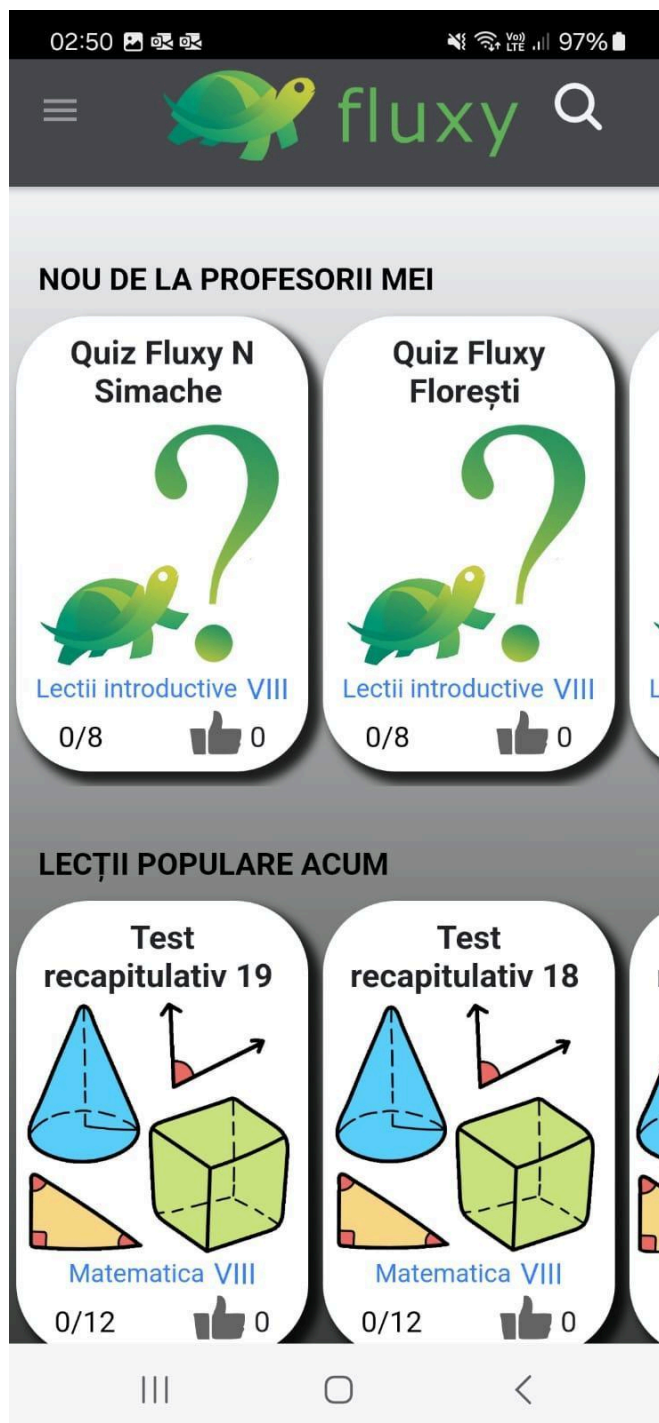 02:50 Vo)) LTE 97%
fluxy
NOU DE LA PROFESORII MEI
Quiz Fluxy N
Simache
Lectii introductive VIII
0/8 0
Quiz Fluxy
Florești
Lectii introductive VIII
0/8 0
L
LECȚII POPULARE ACUM
Test
recapitulativ 19
Matematica VIII
0/12 0
Test
recapitulativ 18
Matematica VIII
0/12 0